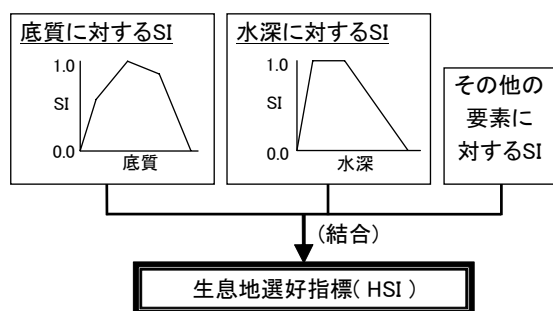 底質に対するSI
1.0
SI
0.0
底質
水深に対するSI
1.0
SI
0.0
水深
その他の
要素に
対するSI
(結合)
生息地選好指標( HSI )